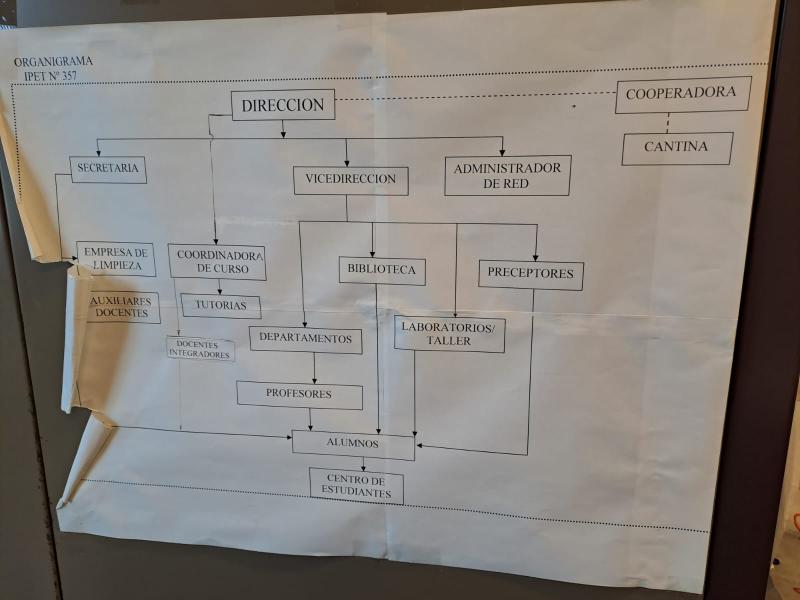 ORGANIGRAMA
IPET Nº 357
DIRECCION
COOPERADORA
CANTINA
SECRETARIA
VICEDIRECCION
ADMINISTRADOR
DE RED
EMPRESA DE
LIMPIEZA
COORDINADORA
DE CURSO
BIBLIOTECA
PRECEPTORES
AUXILIARES
DOCENTES
TUTORIAS
DOCENTES
INTEGRADORES
DEPARTAMENTOS
LABORATORIOS/
TALLER
PROFESORES
ALUMNOS
CENTRO DE
ESTUDIANTES